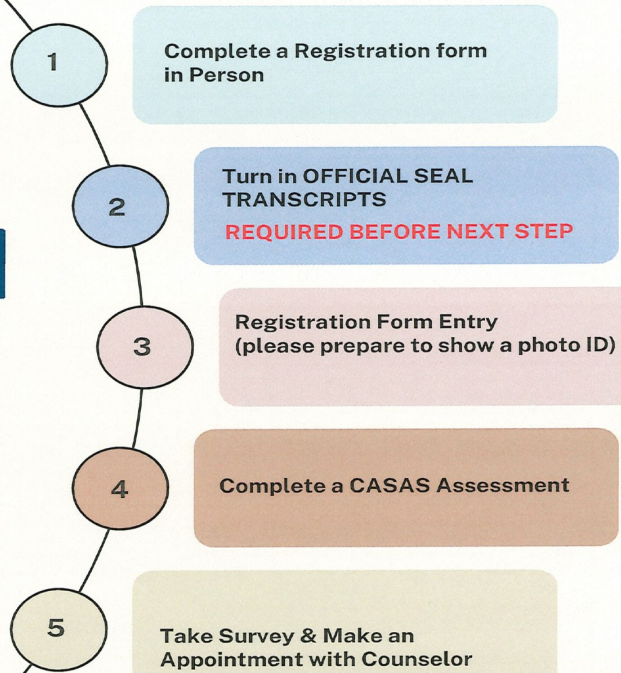 1
Complete a Registration form
in Person
2
Turn in OFFICIAL SEAL
TRANSCRIPTS
REQUIRED BEFORE NEXT STEP
3
Registration Form Entry
(please prepare to show a photo ID)
4
Complete a CASAS Assessment
5
Take Survey & Make an
Appointment with Counselor